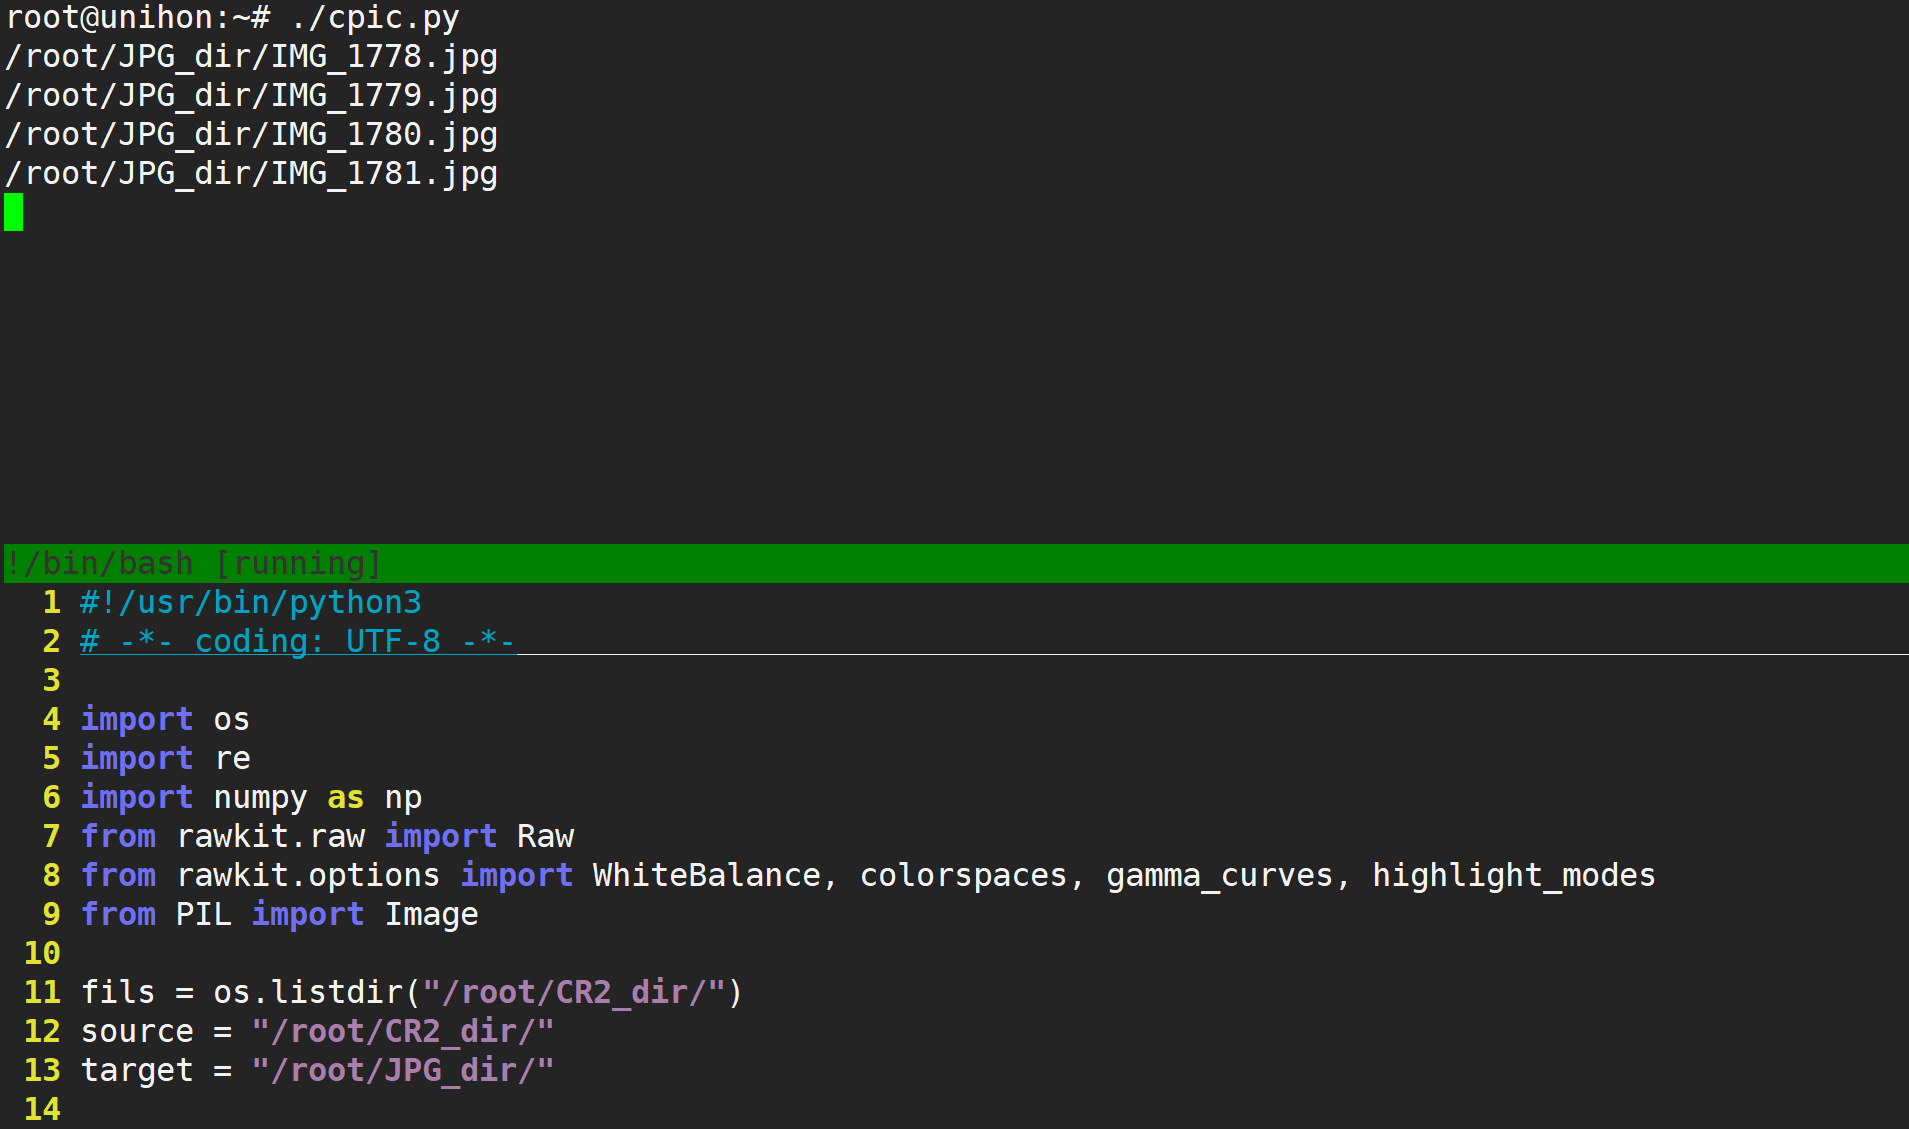 root@unihon:~# ./cpic.py
/root/JPG_dir/IMG_1778.jpg
/root/JPG_dir/IMG_1779.jpg
/root/JPG_dir/IMG_1780.jpg
/root/JPG_dir/IMG_1781.jpg
!/bin/bash [running]
1 #!/usr/bin/python3
2 # -*- coding: UTF-8 -*-
3
4 import os
5 import re
6 import numpy as np
7 from rawkit.raw import Raw
8 from rawkit.options import WhiteBalance, colorspaces, gamma_curves, highlight_modes
9 from PIL import Image
10
11 fils = os.listdir("/root/CR2_dir/")
12 source = "/root/CR2_dir/"
13 target = "/root/JPG_dir/"
14